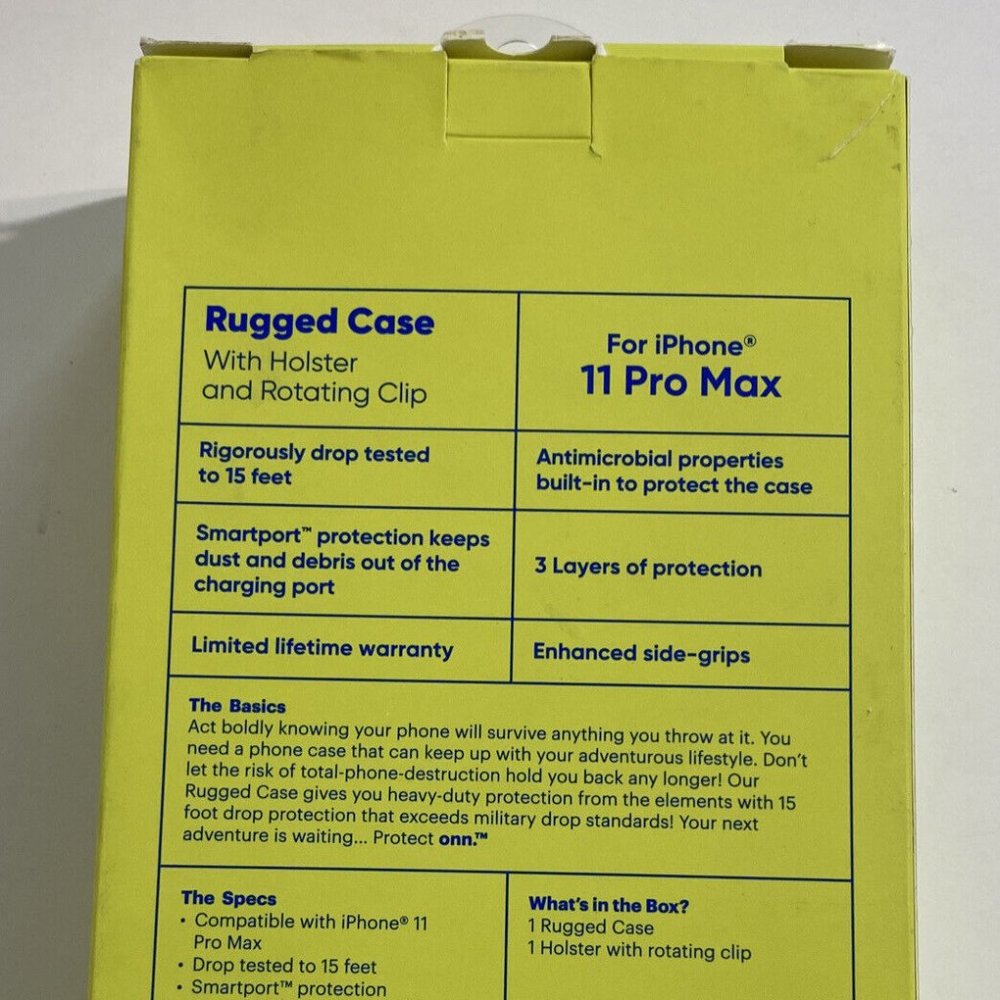 Rugged Case
With Holster
and Rotating Clip
For iPhone®
11 Pro Max
Rigorously drop tested
to 15 feet
Antimicrobial properties
built-in to protect the case
Smartport™ protection keeps
dust and debris out of the
charging port
3 Layers of protection
Limited lifetime warranty
Enhanced side-grips
The Basics
Act boldly knowing your phone will survive anything you throw at it. You
need a phone case that can keep up with your adventurous lifestyle. Don't
let the risk of total-phone-destruction hold you back any longer! Our
Rugged Case gives you heavy-duty protection from the elements with 15
foot drop protection that exceeds military drop standards! Your next
adventure is waiting... Protect onn.™
The Specs
• Compatible with iPhone® 11
Pro Max
• Drop tested to 15 feet
• Smartport™ protection
What's in the Box?
1 Rugged Case
1 Holster with rotating clip